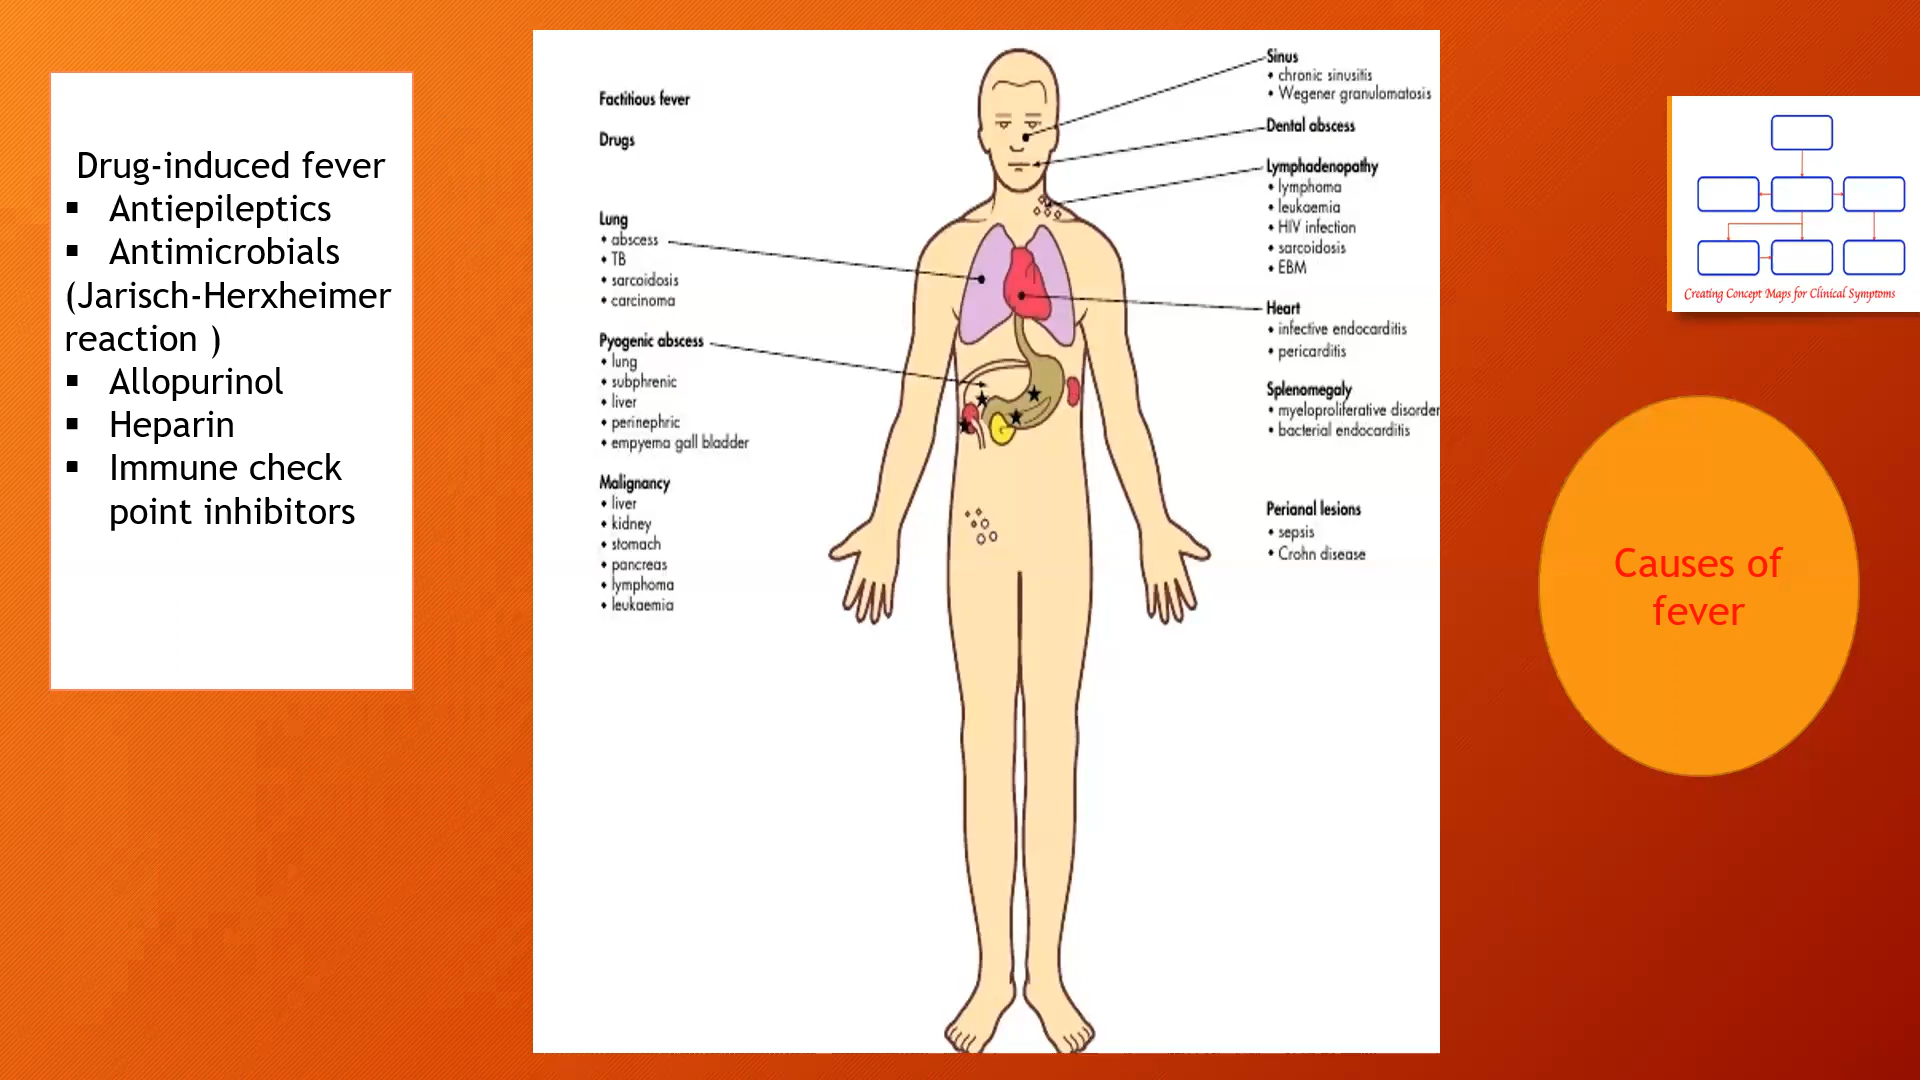 Drug-induced fever
▪ Antiepileptics
▪ Antimicrobials
(Jarisch-Herxheimer
reaction )
▪ Allopurinol
▪ Heparin
▪ Immune check
point inhibitors
Factitious fever
Drugs
Lung
• abscess
• TB
• sarcoidosis
• carcinoma
Pyogenic abscess
• lung
• subphrenic
• liver
• perinephric
• empyema gall bladder
Malignancy
• liver
• kidney
• stomach
• pancreas
• lymphoma
• leukaemia
Sinus
• chronic sinusitis
• Wegener granulomatosis
Dental abscess
Lymphadenopathy
• lymphoma
• leukaemia
• HIV infection
• sarcoidosis
• EBM
Heart
• infective endocarditis
• pericarditis
Splenomegaly
• myeloproliferative disorder
• bacterial endocarditis
Perianal lesions
• sepsis
• Crohn disease
Creating Concept Maps for Clinical Symptoms
Causes of
fever